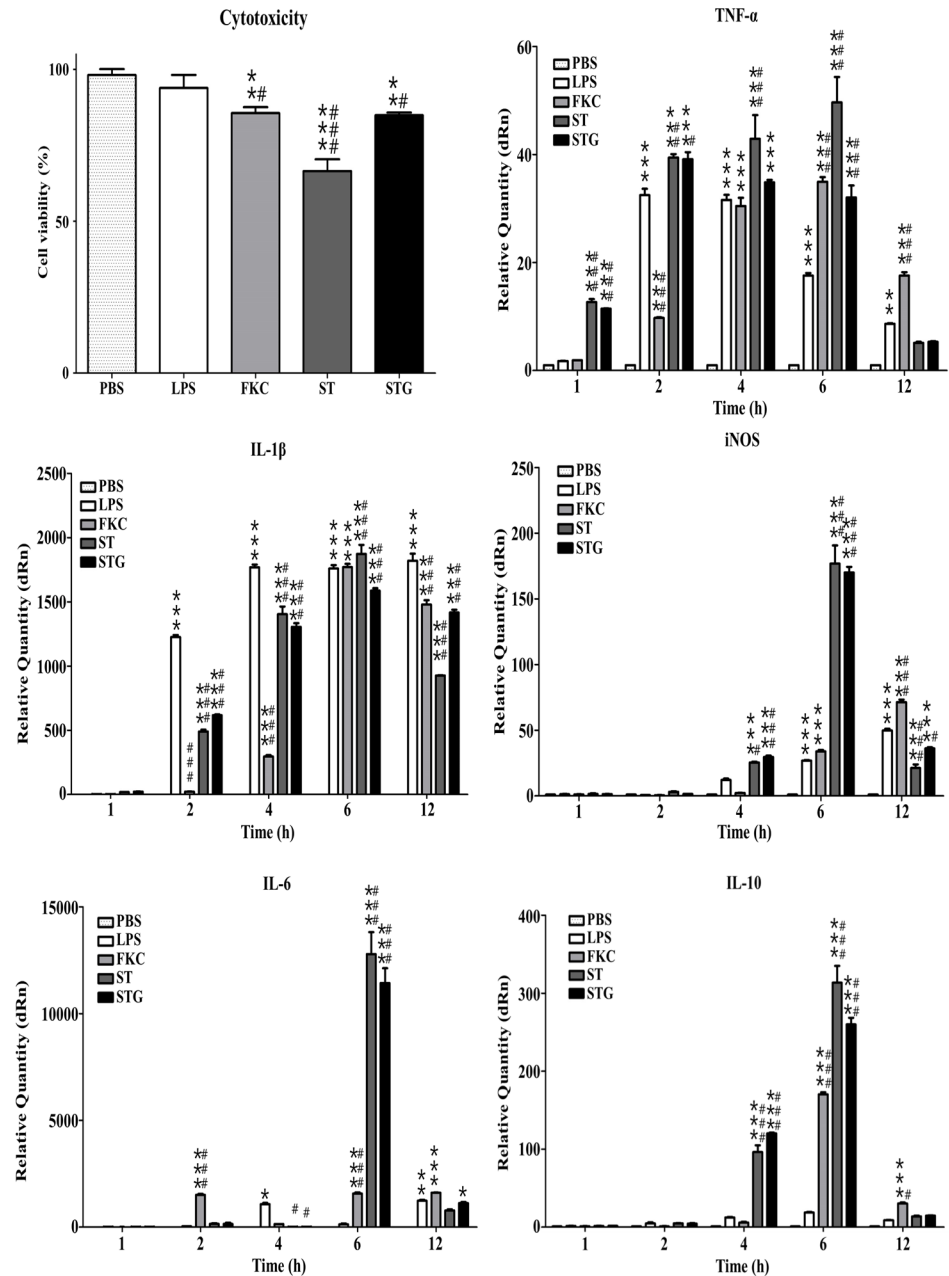 Cytotoxicity
Cell viability (%)
100
50
0
* * #
* * * # # #
* * #
PBS LPS FKC ST STG
TNF-α
Relative Quantity (dRn)
60
40
20
0
PBS
LPS
FKC
ST
STG
1 2 4 6 12
Time (h)
IL-1β
Relative Quantity (dRn)
2500
2000
1500
1000
500
0
PBS
LPS
FKC
ST
STG
1 2 4 6 12
Time (h)
iNOS
Relative Quantity (dRn)
250
200
150
100
50
0
PBS
LPS
FKC
ST
STG
1 2 4 6 12
Time (h)
IL-6
Relative Quantity (dRn)
15000
10000
5000
0
PBS
LPS
FKC
ST
STG
1 2 4 6 12
Time (h)
IL-10
Relative Quantity (dRn)
400
300
200
100
0
PBS
LPS
FKC
ST
STG
1 2 4 6 12
Time (h)